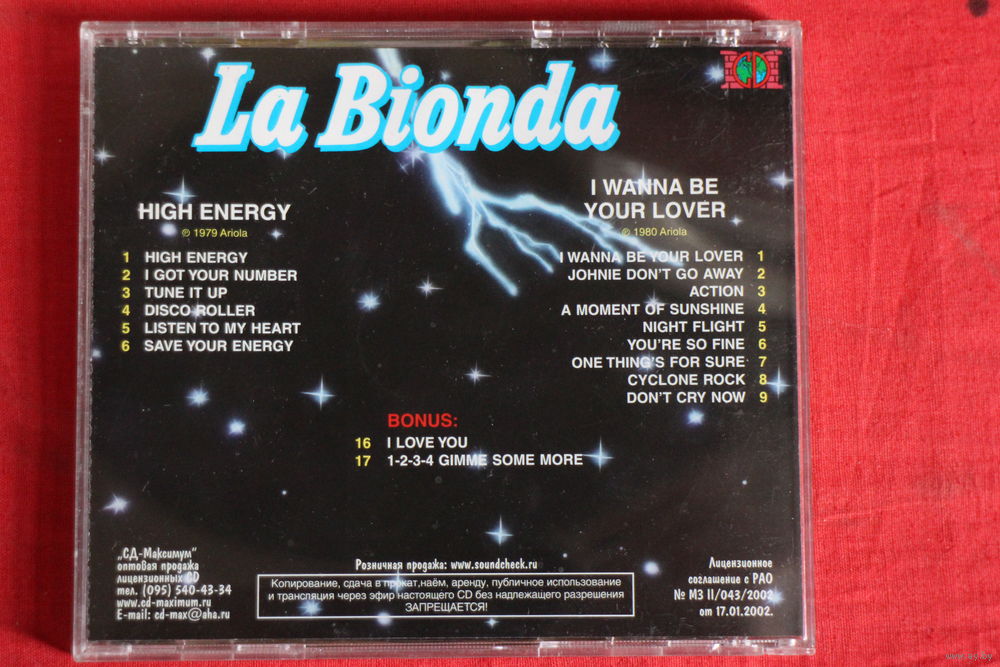 La Bionda
HIGH ENERGY
℗ 1979 Ariola
1 HIGH ENERGY
2 I GOT YOUR NUMBER
3 TUNE IT UP
4 DISCO ROLLER
5 LISTEN TO MY HEART
6 SAVE YOUR ENERGY
I WANNA BE
YOUR LOVER
℗ 1980 Ariola
I WANNA BE YOUR LOVER 1
JOHNIE DON'T GO AWAY 2
ACTION 3
A MOMENT OF SUNSHINE 4
NIGHT FLIGHT 5
YOU'RE SO FINE 6
ONE THING'S FOR SURE 7
CYCLONE ROCK 8
DON'T CRY NOW 9
BONUS:
16 I LOVE YOU
17 1-2-3-4 GIMME SOME MORE
„СД-Максимум"
оптовая продажа
лицензионных CD
тел. (095) 540-43-34
www.cd-maximum.ru
E-mail: cd-max@aha.ru
Розничная продажа: www.soundcheck.ru
Копирование, сдача в прокат,наём, аренду, публичное использование
и трансляция через эфир настоящего CD без надлежащего разрешения
ЗАПРЕЩАЕТСЯ!
Лицензионное
соглашение с РАО
№ МЗ II/043/2002
от 17.01.2002.